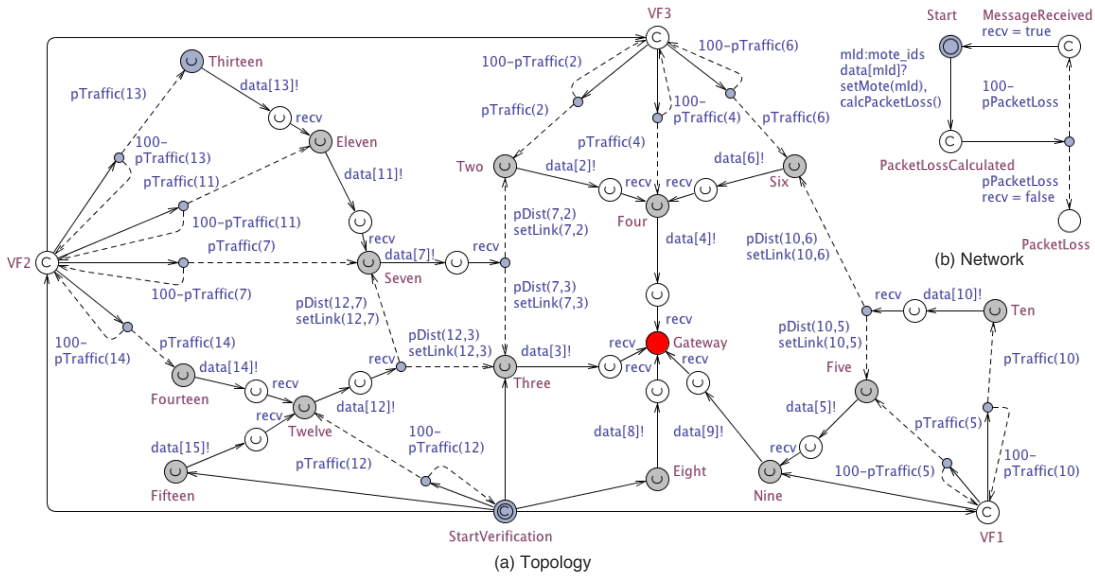 VF3
Start
MessageReceived
recv = true
mId:mote_ids
data[mId]?
setMote(mId),
calcPacketLoss()
100-
pPacketLoss
PacketLossCalculated
pPacketLoss
recv = false
PacketLoss
(b) Network
Thirteen
pTraffic(13)
data[13]!
recv
100-
pTraffic(13)
Eleven
pTraffic(11)
data[11]!
100-pTraffic(11)
pTraffic(7)
recv
VF2
100-pTraffic(7)
Seven
data[7]!
recv
100-pTraffic(2)
pTraffic(2)
100-pTraffic(6)
100-
pTraffic(4)
pTraffic(4)
pTraffic(6)
Two
data[2]!
recv
data[6]!
recv
Six
Four
data[4]!
recv
pDist(7,2)
setLink(7,2)
pDist(7,3)
setLink(7,3)
pDist(10,6)
setLink(10,6)
pDist(12,7)
setLink(12,7)
pDist(12,3)
setLink(12,3)
100-
pTraffic(14)
pTraffic(14)
Fourteen
data[14]!
recv
recv
data[12]!
recv
Twelve
data[15]!
Fifteen
pTraffic(12)
100-
pTraffic(12)
Three
data[3]!
recv
recv
Gateway
recv
data[8]!
Eight
data[9]!
Nine
recv
data[5]!
Five
pDist(10,5)
setLink(10,5)
recv
data[10]!
Ten
pTraffic(10)
pTraffic(5)
100-pTraffic(5)
100-
pTraffic(10)
StartVerification
VF1
(a) Topology